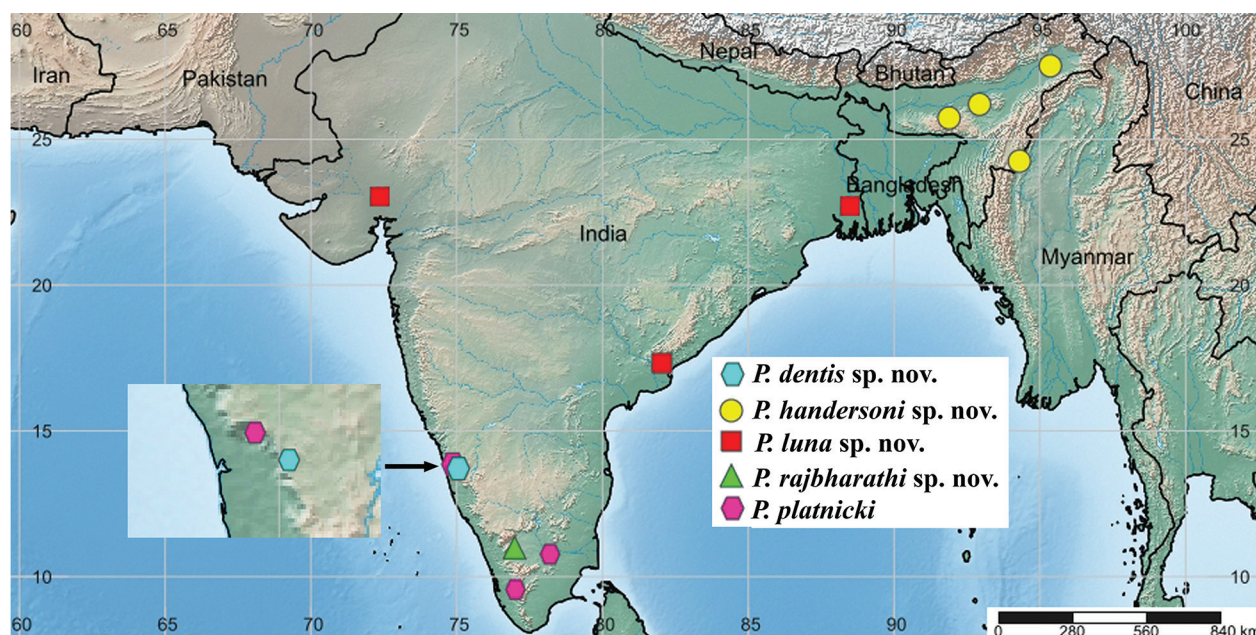 60 65 70 75 80 85 90 95 100
Nepal
Iran
Pakistan
Bhutan
China
25 25
Bangladesh
India
Myanmar
20 20
P. dentis sp. nov.
P. handersoni sp. nov.
15 15
P. luna sp. nov.
P. rajbharathi sp. nov.
P. platnicki
10 10
60 65 70 75 80 85 90
0 280 560 840 km